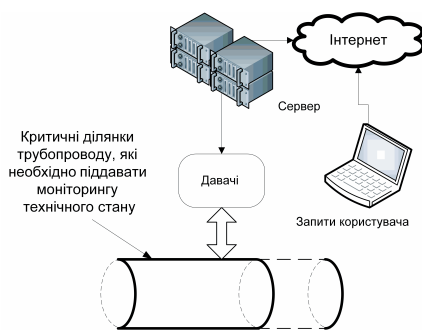 Інтернет
Сервер
Критичні ділянки
трубопроводу, які
необхідно піддавати
моніторингу
технічного стану
Давачі
Запити користувача